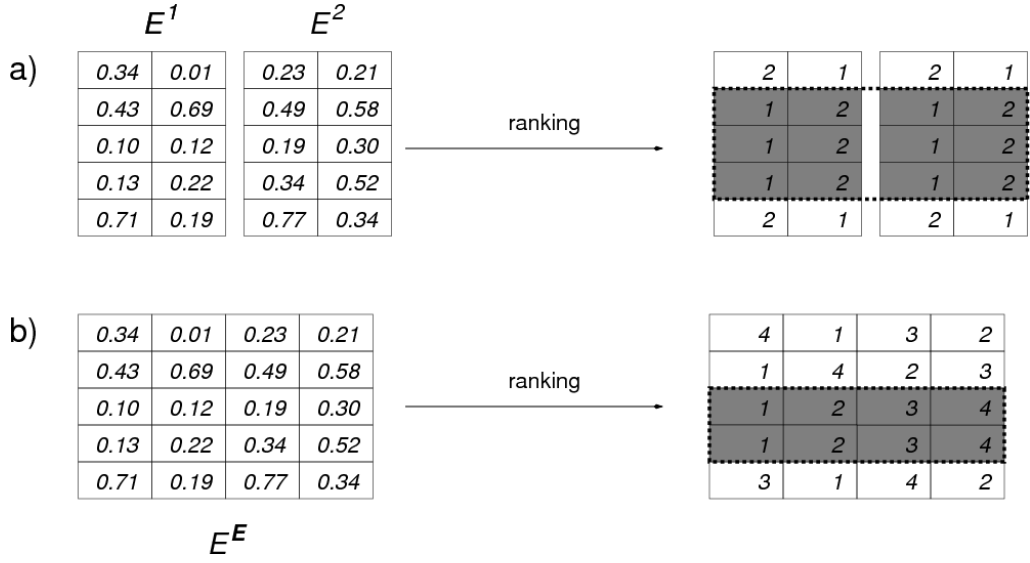 E¹ E²
a)
0.34 0.01 0.23 0.21 2 1 2 1
0.43 0.69 0.49 0.58 1 2 1 2
ranking
0.10 0.12 0.19 0.30 1 2 1 2
0.13 0.22 0.34 0.52 1 2 1 2
0.71 0.19 0.77 0.34 2 1 2 1
b)
0.34 0.01 0.23 0.21 4 1 3 2
0.43 0.69 0.49 0.58 1 4 2 3
ranking
0.10 0.12 0.19 0.30 1 2 3 4
0.13 0.22 0.34 0.52 1 2 3 4
0.71 0.19 0.77 0.34 3 1 4 2
E^E